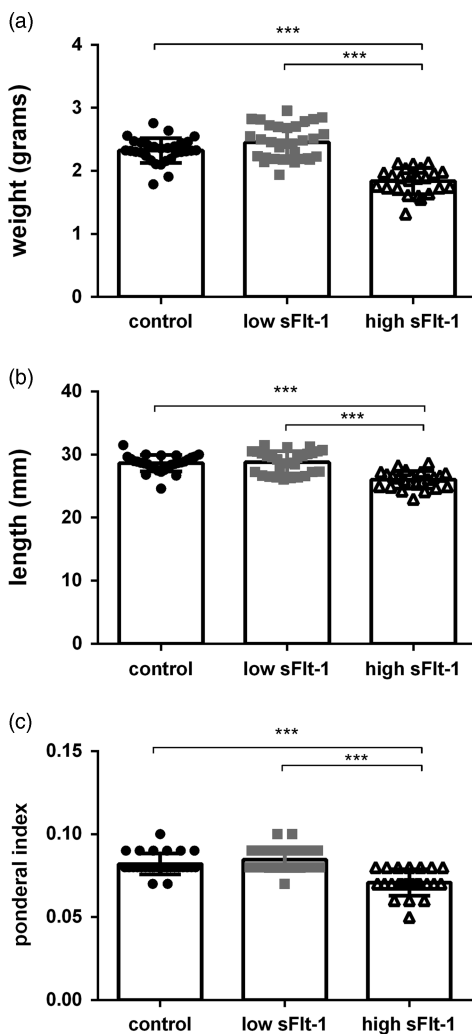 (a)
***
***
weight (grams)
4
3
2
1
0
control low sFlt-1 high sFlt-1
(b)
***
***
length (mm)
40
30
20
10
0
control low sFlt-1 high sFlt-1
(c)
***
***
ponderal index
0.15
0.10
0.05
0.00
control low sFlt-1 high sFlt-1